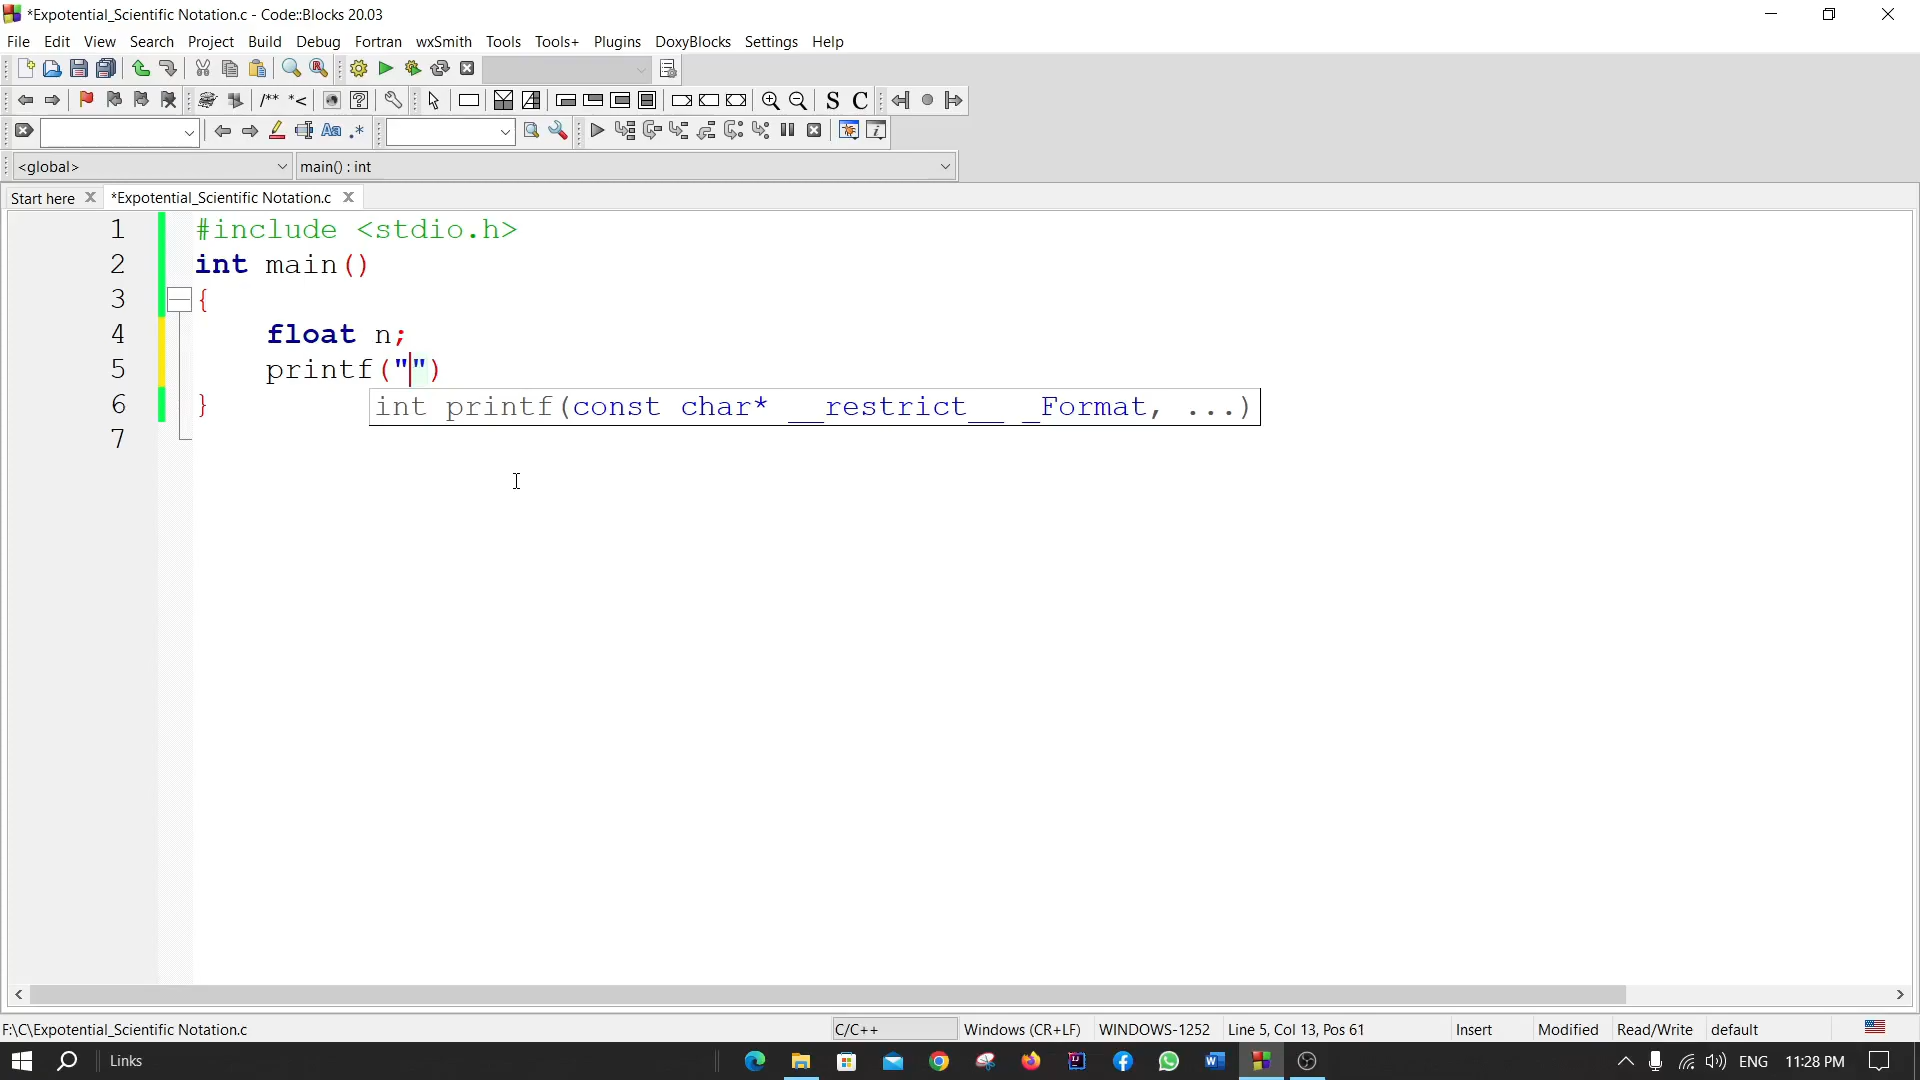 *Expotential_Scientific Notation.c - Code::Blocks 20.03
File Edit View Search Project Build Debug Fortran wxSmith Tools Tools+ Plugins DoxyBlocks Settings Help
/** *< S C
Aa .*
<global> main() : int
Start here *Expotential_Scientific Notation.c
1 #include <stdio.h>
2 int main()
3 {
4 float n;
5 printf("")
6 }
int printf(const char* __restrict__ _Format, ...)
7
F:\C\Expotential_Scientific Notation.c C/C++ Windows (CR+LF) WINDOWS-1252 Line 5, Col 13, Pos 61 Insert Modified Read/Write default
Links ENG 11:28 PM